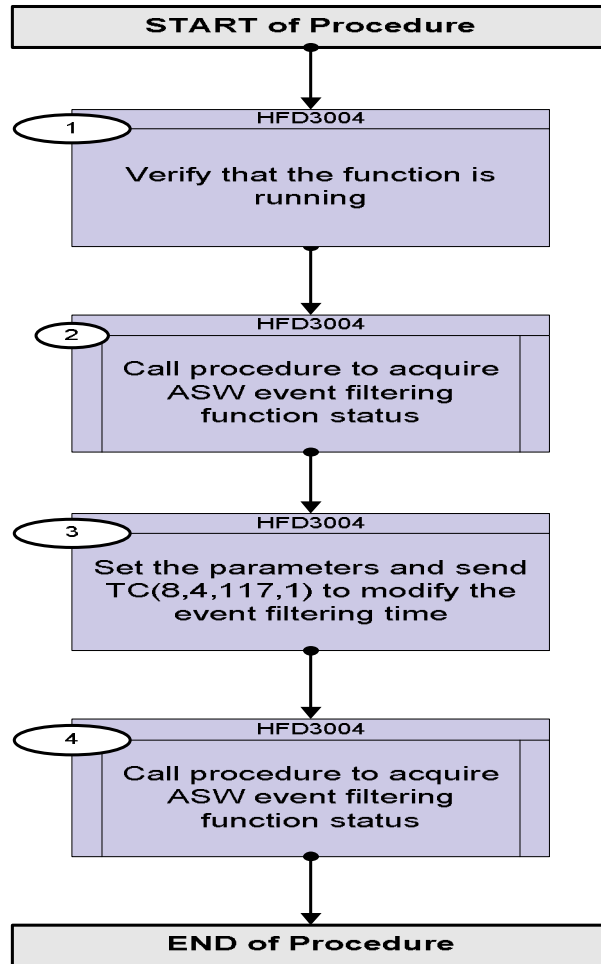 START of Procedure
HFD3004
1
Verify that the function is
running
HFD3004
2
Call procedure to acquire
ASW event filtering
function status
HFD3004
3
Set the parameters and send
TC(8,4,117,1) to modify the
event filtering time
HFD3004
4
Call procedure to acquire
ASW event filtering
function status
END of Procedure